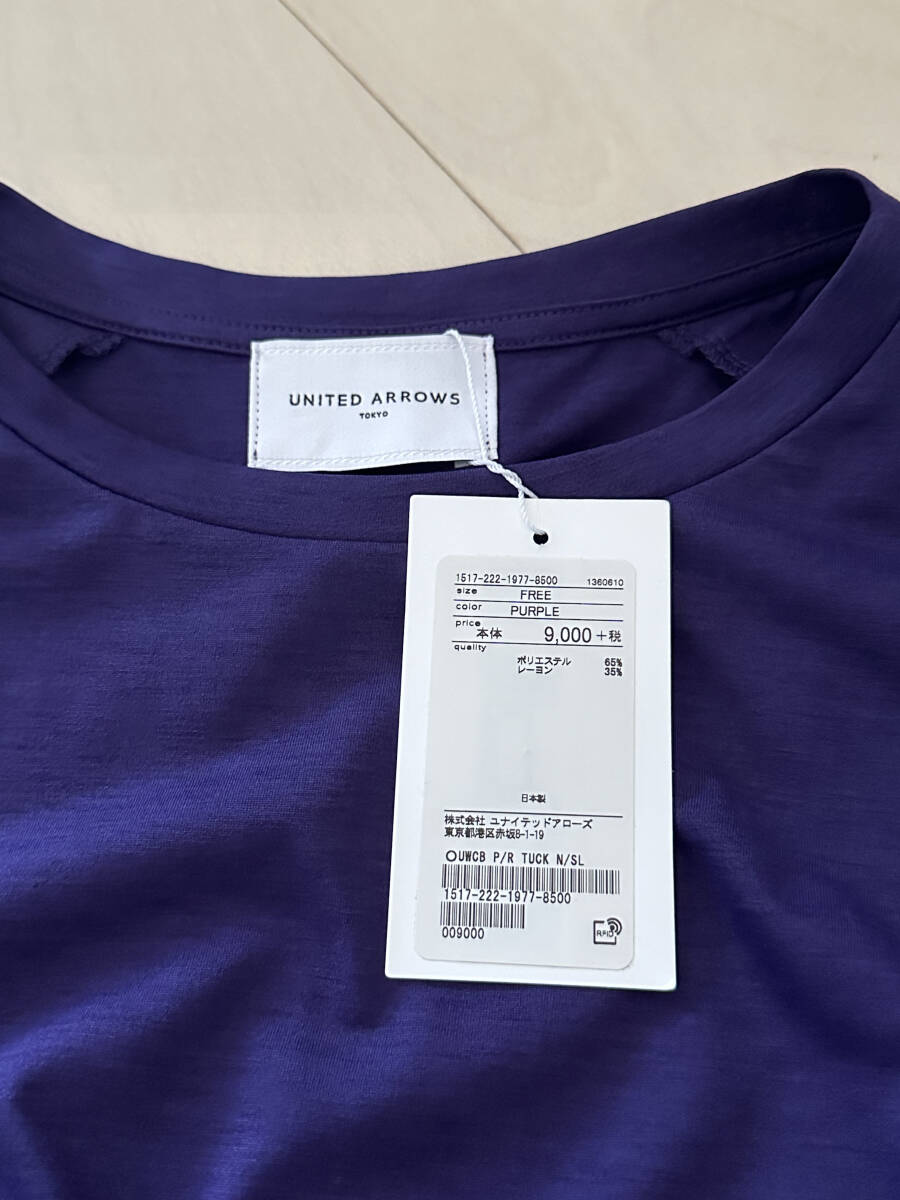 UNITED ARROWS
TOKYO
1517-222-1977-8500 1360610
size FREE
color PURPLE
price 本体 9,000+税
quality
ポリエステル 65%
レーヨン 35%
日本製
株式会社 ユナイテッドアローズ
東京都港区赤坂8-1-19
○UWCB P/R TUCK N/SL
1517-222-1977-8500
009000
RFID